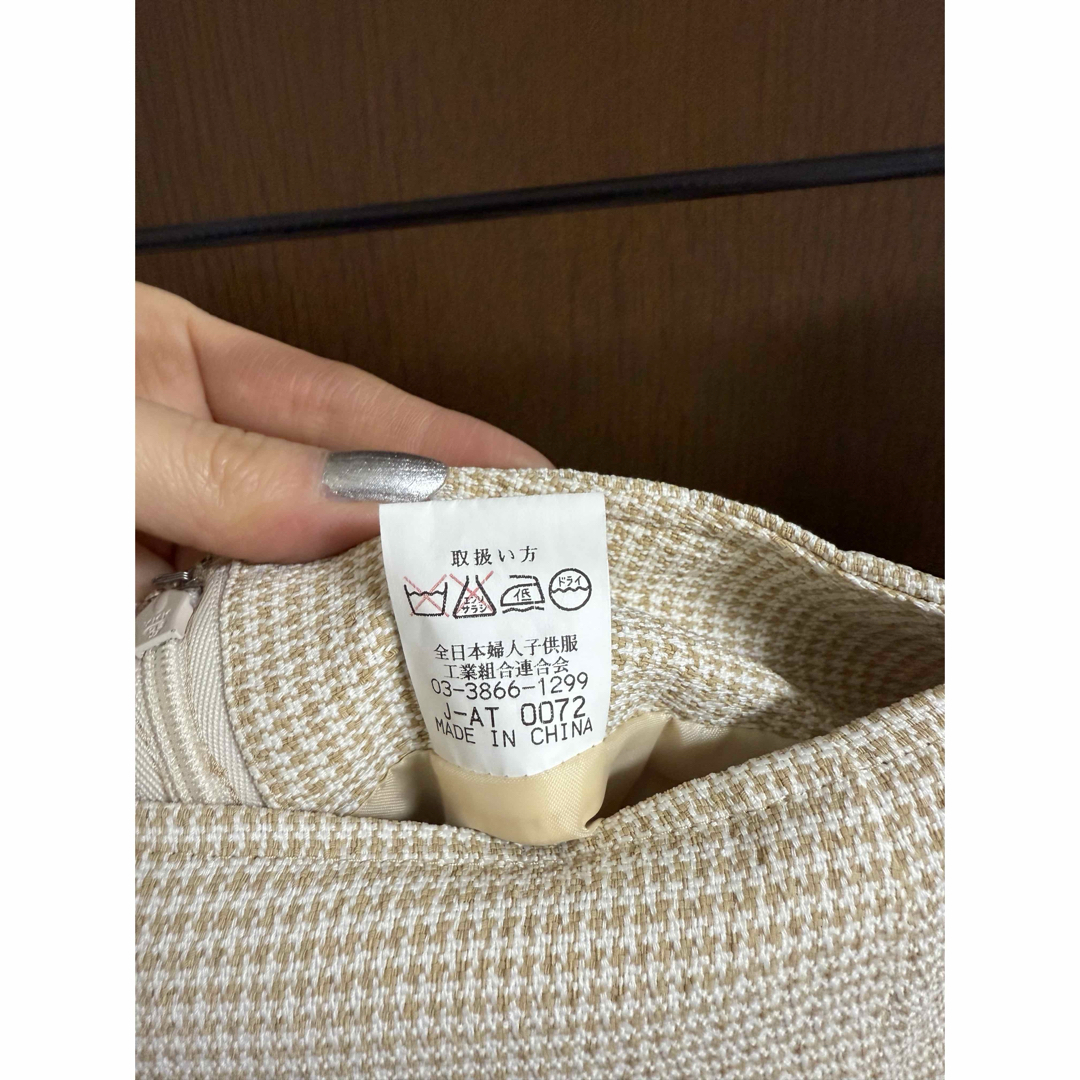 取扱い方
エンソ
サラシ
低
ドライ
全日本婦人子供服
工業組合連合会
03-3866-1299
J-AT 0072
MADE IN CHINA